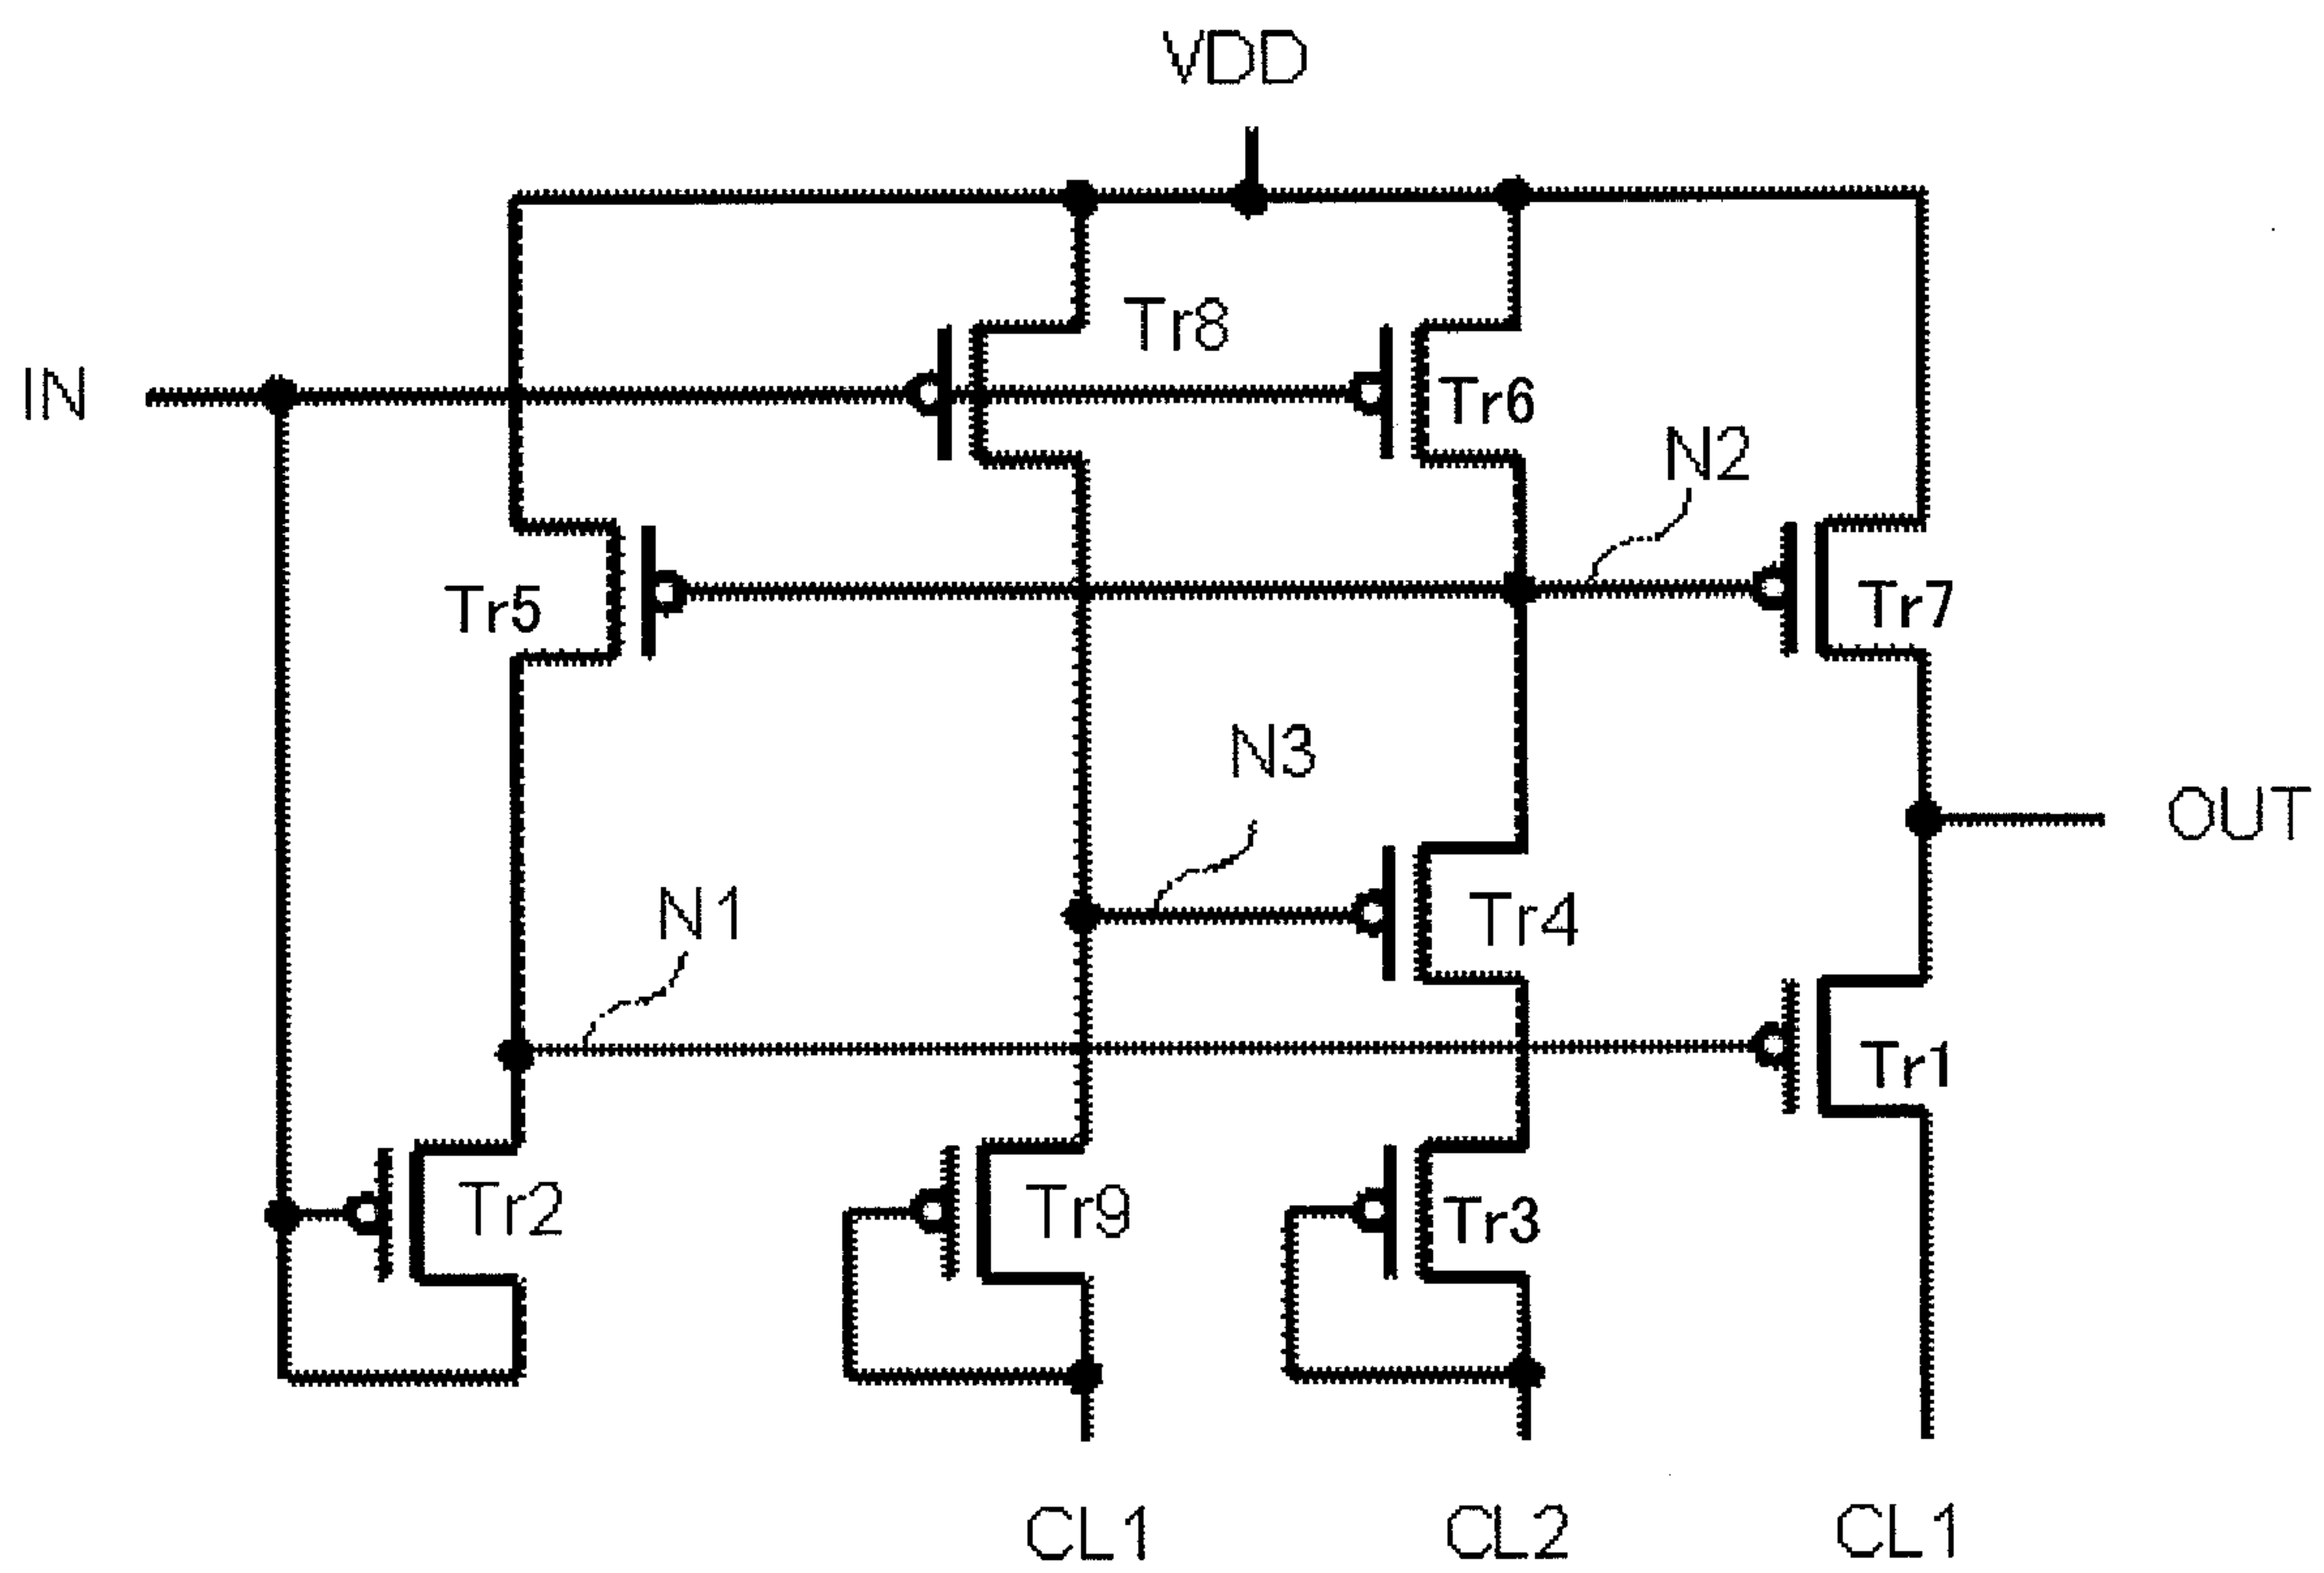 VDD
Tr8
IN
Tr6
N2
Tr5
Tr7
N3
OUT
N1
Tr4
Tr1
Tr2
Tr9
Tr3
CL1
CL2
CL1